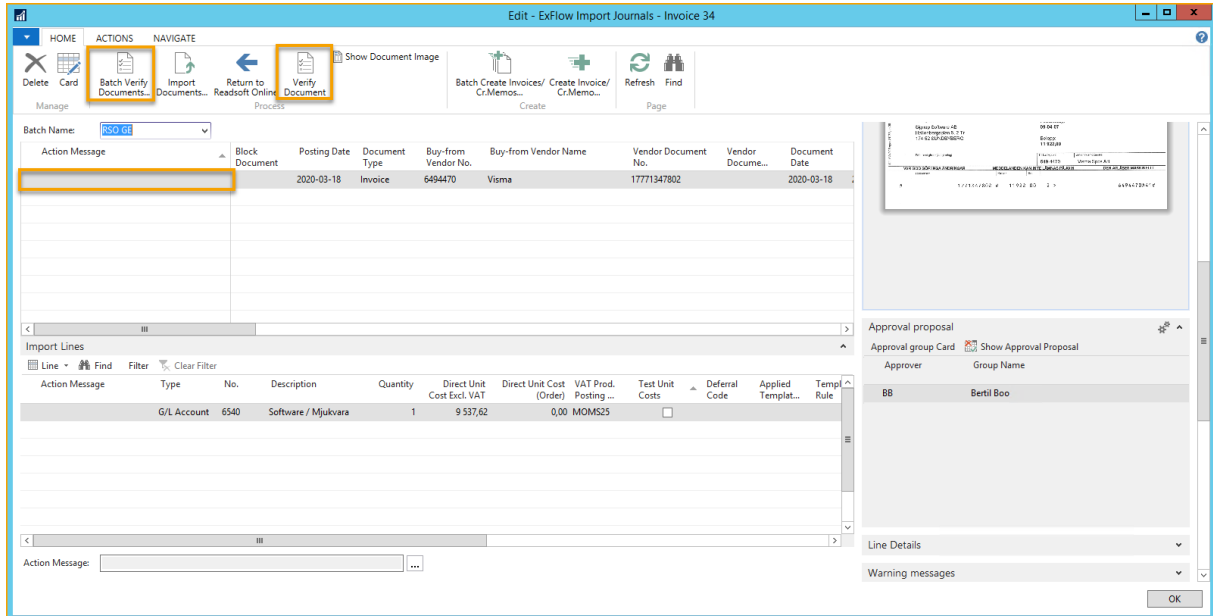 Edit - ExFlow Import Journals - Invoice 34
HOME ACTIONS NAVIGATE
Delete Card Batch Verify Documents... Import Documents... Return to Readsoft Online Verify Document Show Document Image Batch Create Invoices/ Cr.Memos... Create Invoice/ Cr.Memo... Refresh Find
Manage Process Create Page
Batch Name: RSO GE
Action Message Block Document Posting Date Document Type Buy-from Vendor No. Buy-from Vendor Name Vendor Document No. Vendor Docume... Document Date
2020-03-18 Invoice 6494470 Visma 17771347802 2020-03-18
Import Lines
Line Find Filter Clear Filter
Action Message Type No. Description Quantity Direct Unit Cost Excl. VAT Direct Unit Cost (Order) VAT Prod. Posting ... Test Unit Costs Deferral Code Applied Templat... Templ Rule
G/L Account 6540 Software / Mjukvara 1 9 537,62 0,00 MOMS25
Action Message: ...
Approval proposal
Approval group Card Show Approval Proposal
Approver Group Name
BB Bertil Boo
Line Details
Warning messages
OK